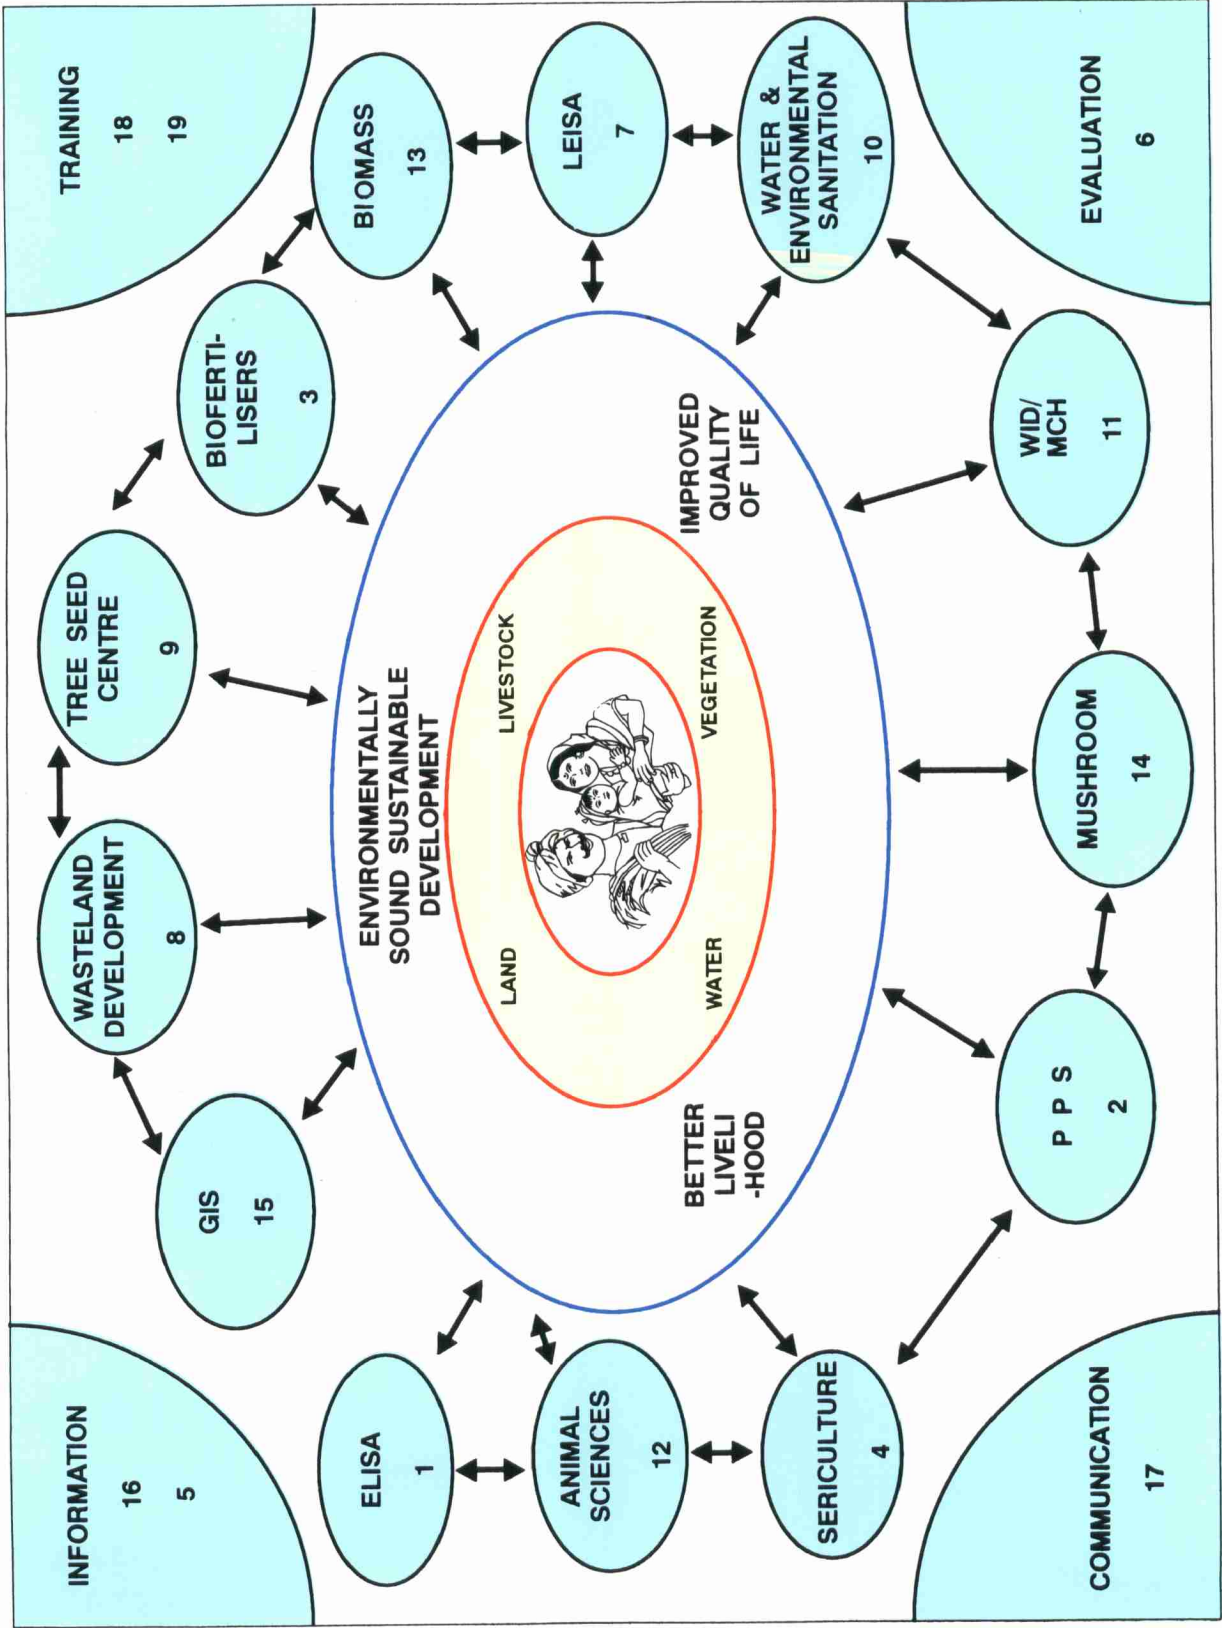 INFORMATION
16
5
WASTELAND
DEVELOPMENT
8
TREE SEED
CENTRE
9
TRAINING
18
19
GIS
15
BIOFERTI-
LISERS
3
ELISA
1
BIOMASS
13
ENVIRONMENTALLY
SOUND SUSTAINABLE
DEVELOPMENT
LAND
LIVESTOCK
ANIMAL
SCIENCES
12
LEISA
7
WATER
VEGETATION
BETTER
LIVELI
-HOOD
IMPROVED
QUALITY
OF LIFE
SERICULTURE
4
WATER &
ENVIRONMENTAL
SANITATION
10
P P S
2
MUSHROOM
14
WID/
MCH
11
COMMUNICATION
17
EVALUATION
6